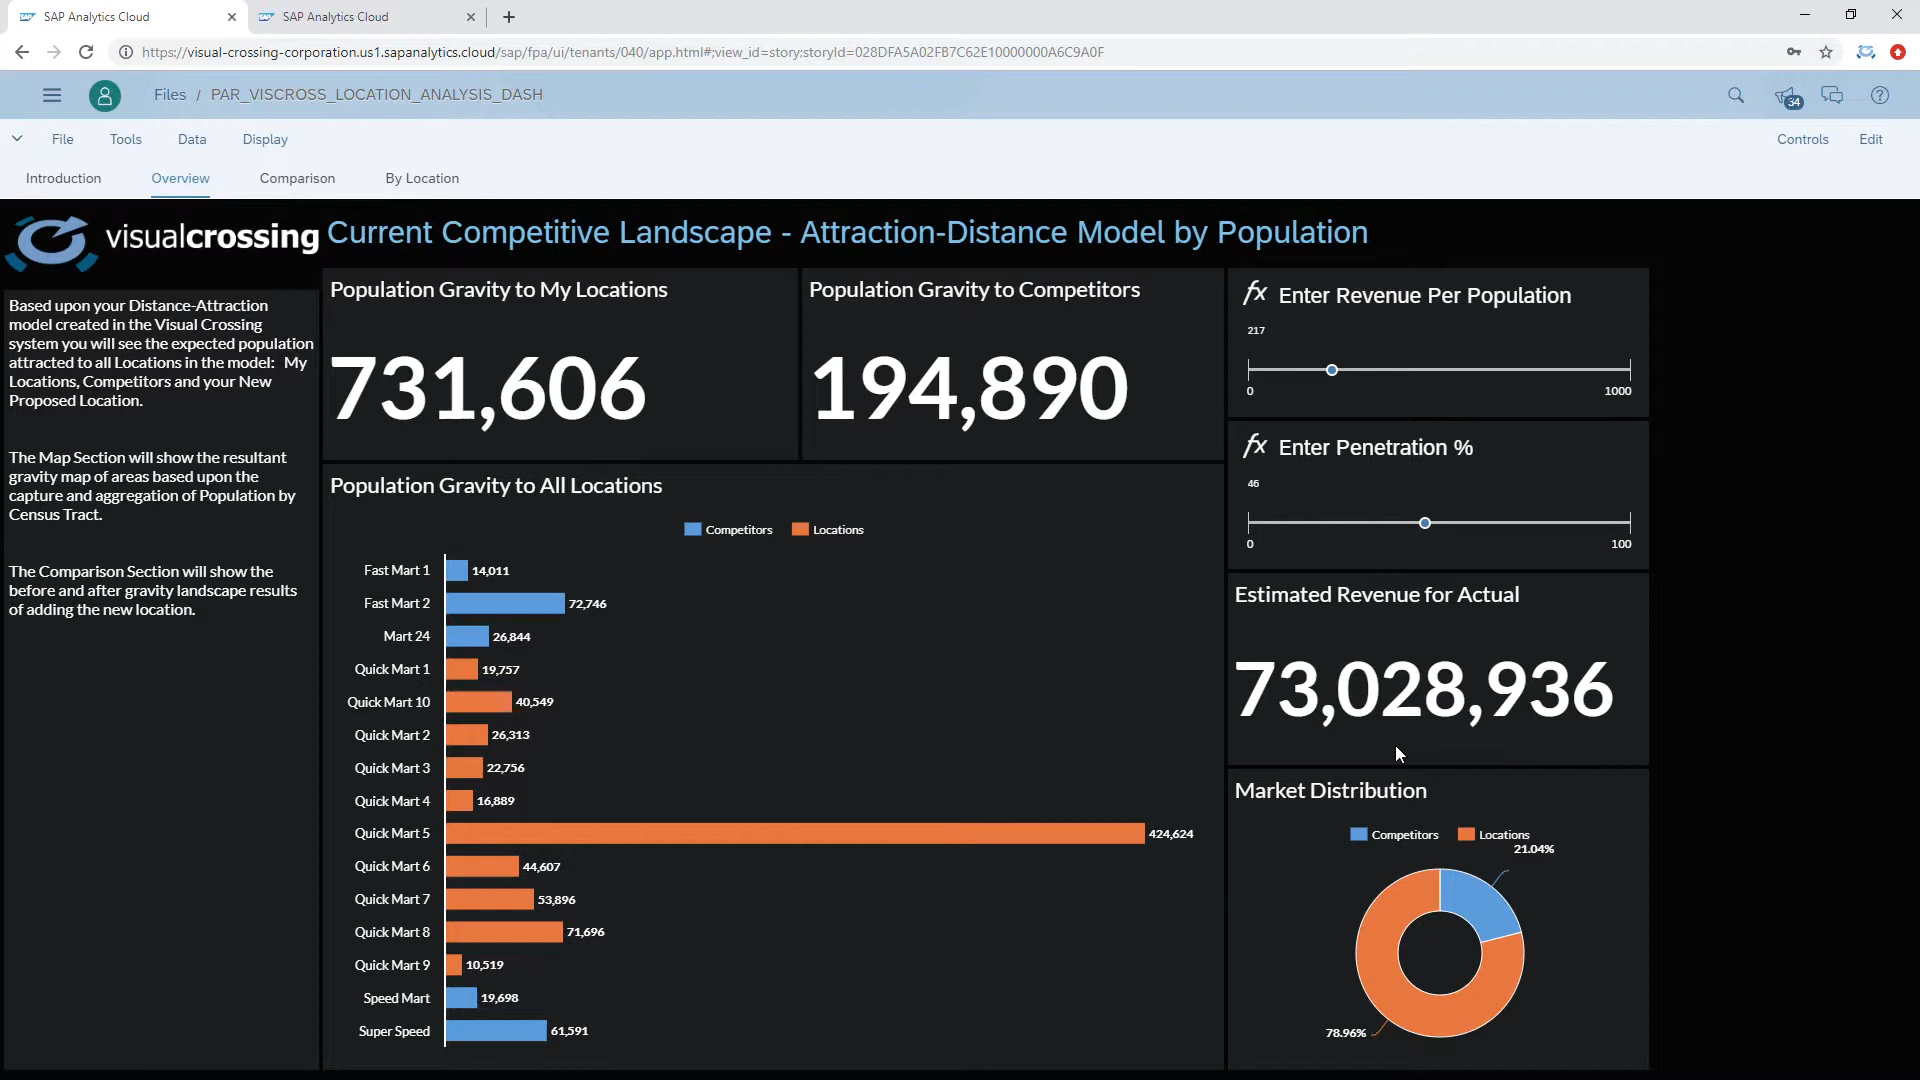 SAP Analytics Cloud
SAP Analytics Cloud
https://visual-crossing-corporation.us1.sapanalytics.cloud/sap/fpa/ui/tenants/040/app.html#;view_id=story;storyId=028DFA5A02FB7C62E10000000A6C9A0F
Files / PAR_VISCROSS_LOCATION_ANALYSIS_DASH
34
File Tools Data Display
Controls Edit
Introduction Overview Comparison By Location
visualcrossing
Current Competitive Landscape - Attraction-Distance Model by Population
Based upon your Distance-Attraction
model created in the Visual Crossing
system you will see the expected population
attracted to all Locations in the model: My
Locations, Competitors and your New
Proposed Location.
The Map Section will show the resultant
gravity map of areas based upon the
capture and aggregation of Population by
Census Tract.
The Comparison Section will show the
before and after gravity landscape results
of adding the new location.
Population Gravity to My Locations
731,606
Population Gravity to Competitors
194,890
Population Gravity to All Locations
Competitors Locations
Fast Mart 1 14,011
Fast Mart 2 72,746
Mart 24 26,844
Quick Mart 1 19,757
Quick Mart 10 40,549
Quick Mart 2 26,313
Quick Mart 3 22,756
Quick Mart 4 16,889
Quick Mart 5 424,624
Quick Mart 6 44,607
Quick Mart 7 53,896
Quick Mart 8 71,696
Quick Mart 9 10,519
Speed Mart 19,698
Super Speed 61,591
fx Enter Revenue Per Population
217
0 1000
fx Enter Penetration %
46
0 100
Estimated Revenue for Actual
73,028,936
Market Distribution
Competitors Locations
21.04%
78.96%